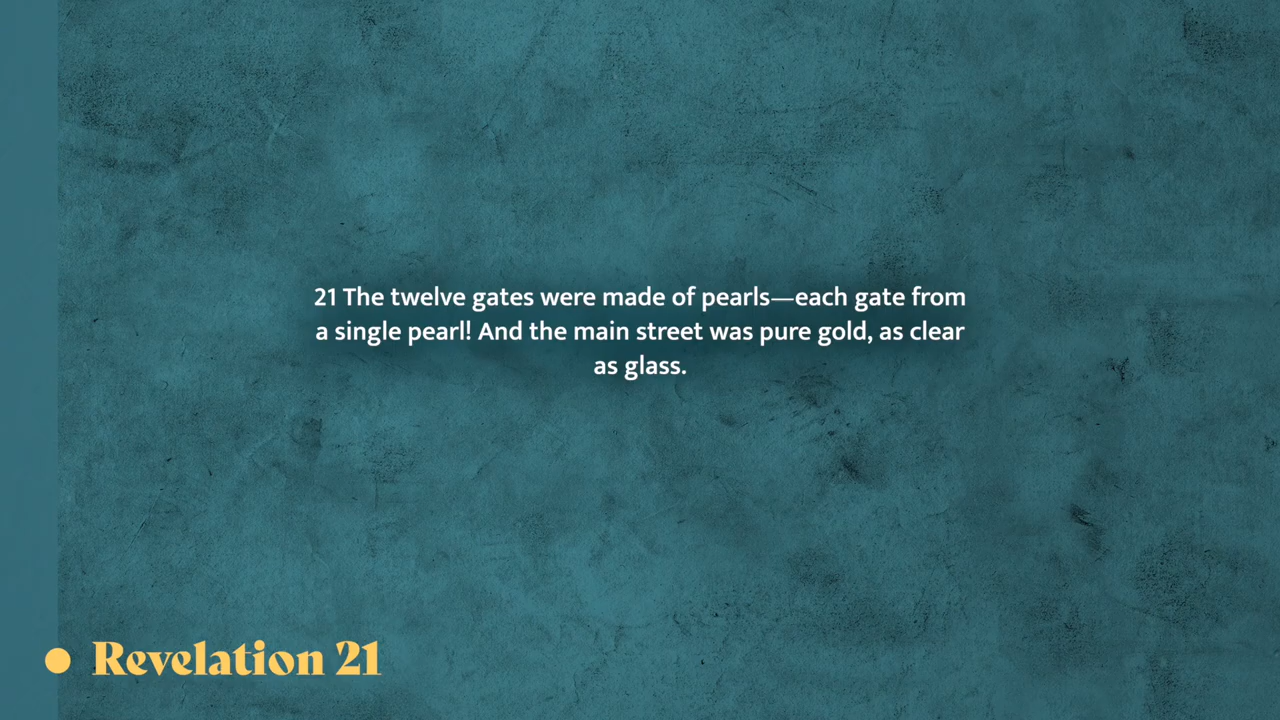 21 The twelve gates were made of pearls—each gate from
a single pearl! And the main street was pure gold, as clear
as glass.
Revelation 21